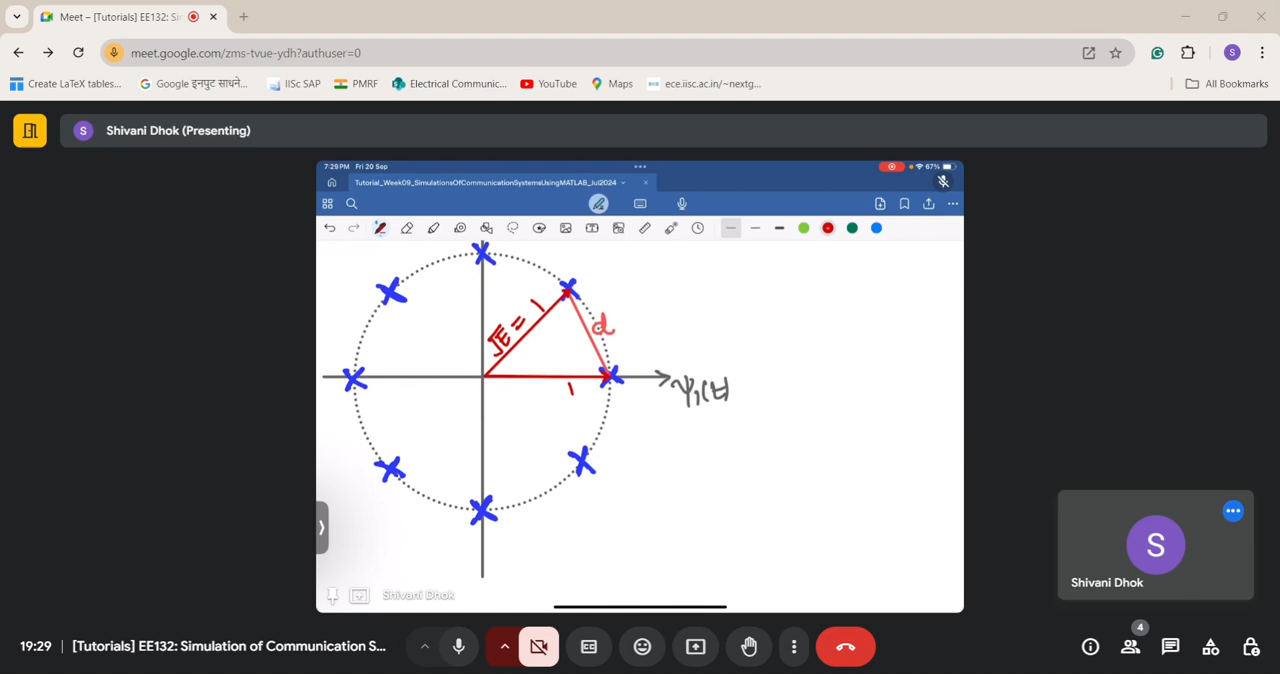 Meet – [Tutorials] EE132: Si
meet.google.com/zms-tvue-ydh?authuser=0
S
Create LaTeX tables...
Google इनपुट साधने...
IISc SAP
PMRF
Electrical Communic...
YouTube
Maps
ece.iisc.ac.in/~nextg...
All Bookmarks
S
Shivani Dhok (Presenting)
7:29 PM Fri 20 Sep
67%
Tutorial_Week09_SimulationsOfCommunicationSystemsUsingMATLAB_Jul2024
√E = 1
d
1
ψ₁(t)
Shivani Dhok
S
Shivani Dhok
19:29 | [Tutorials] EE132: Simulation of Communication S...
4